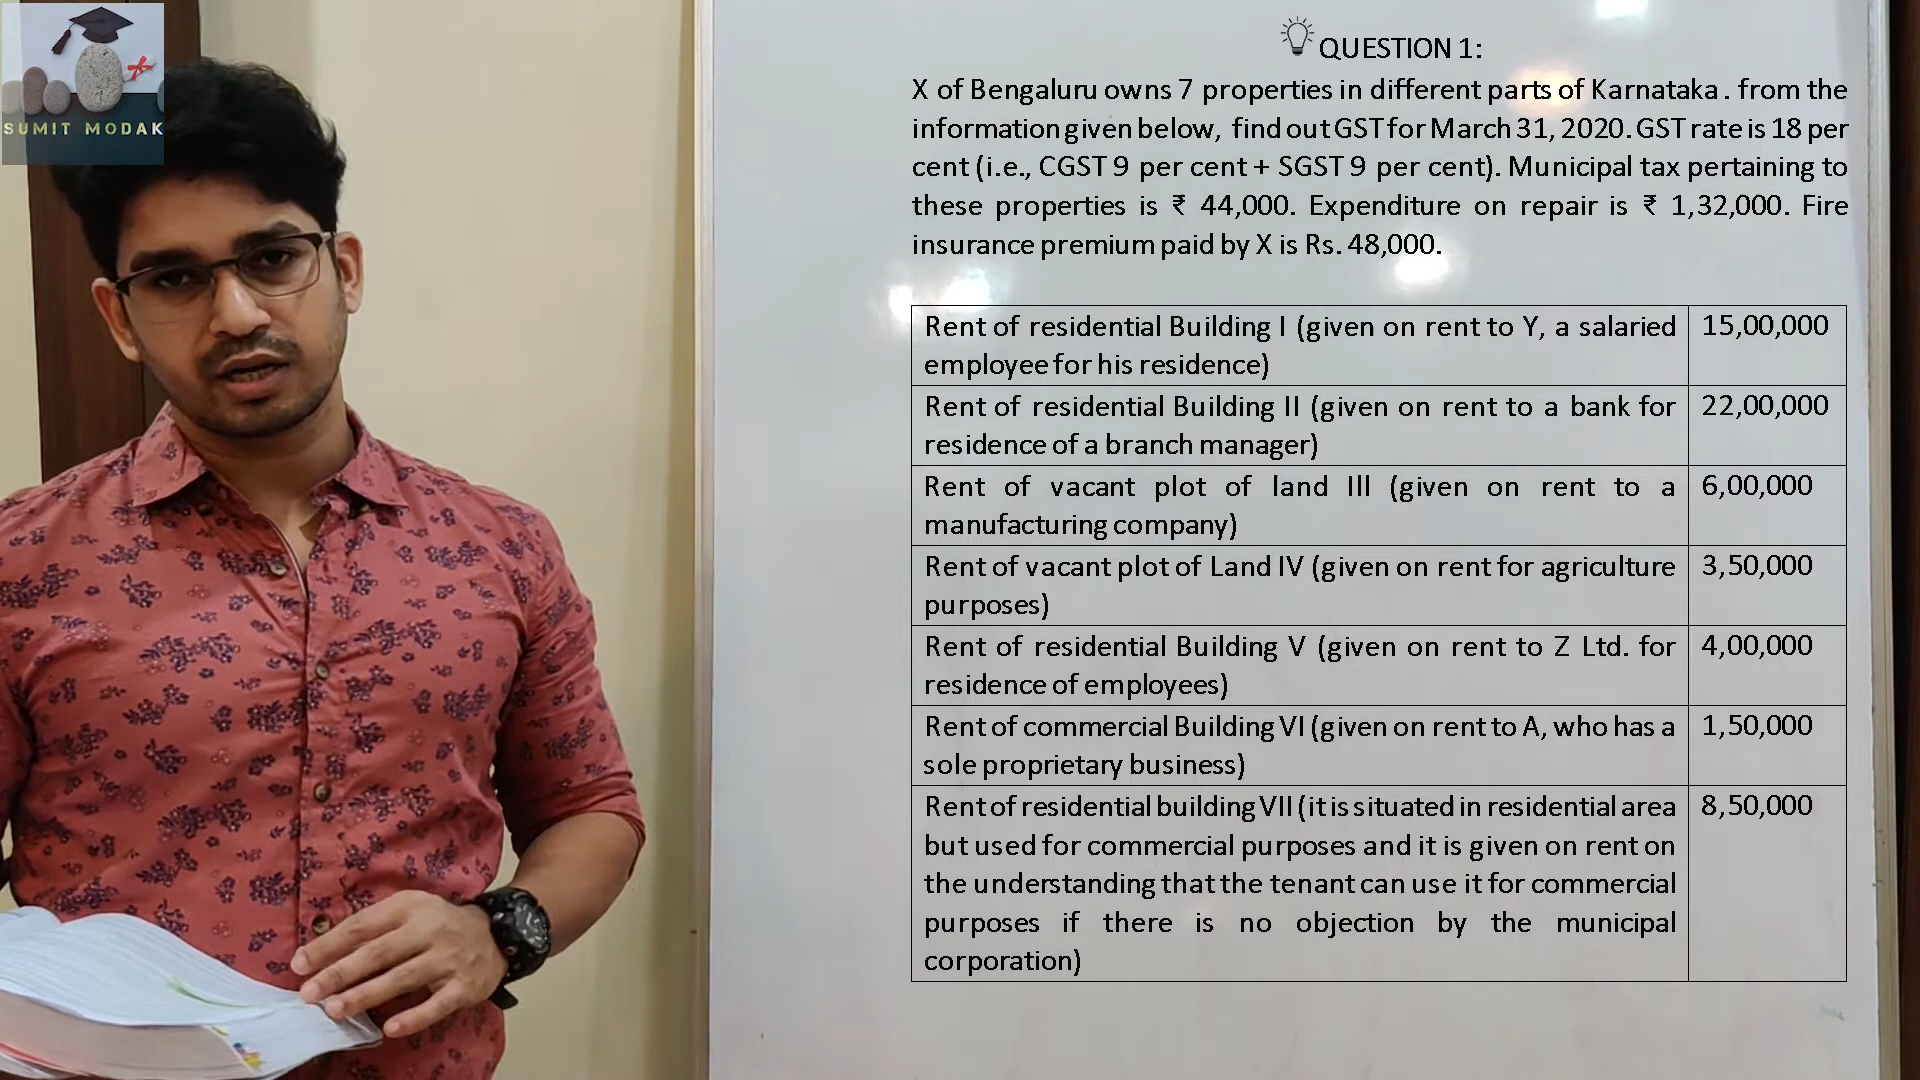 SUMIT MODAK
QUESTION 1:
X of Bengaluru owns 7 properties in different parts of Karnataka . from the
information given below, find out GST for March 31, 2020. GST rate is 18 per
cent (i.e., CGST 9 per cent + SGST 9 per cent). Municipal tax pertaining to
these properties is ₹ 44,000. Expenditure on repair is ₹ 1,32,000. Fire
insurance premium paid by X is Rs. 48,000.
Rent of residential Building I (given on rent to Y, a salaried 15,00,000
employee for his residence)
Rent of residential Building II (given on rent to a bank for 22,00,000
residence of a branch manager)
Rent of vacant plot of land III (given on rent to a 6,00,000
manufacturing company)
Rent of vacant plot of Land IV (given on rent for agriculture 3,50,000
purposes)
Rent of residential Building V (given on rent to Z Ltd. for 4,00,000
residence of employees)
Rent of commercial Building VI (given on rent to A, who has a 1,50,000
sole proprietary business)
Rent of residential building VII (it is situated in residential area 8,50,000
but used for commercial purposes and it is given on rent on
the understanding that the tenant can use it for commercial
purposes if there is no objection by the municipal
corporation)